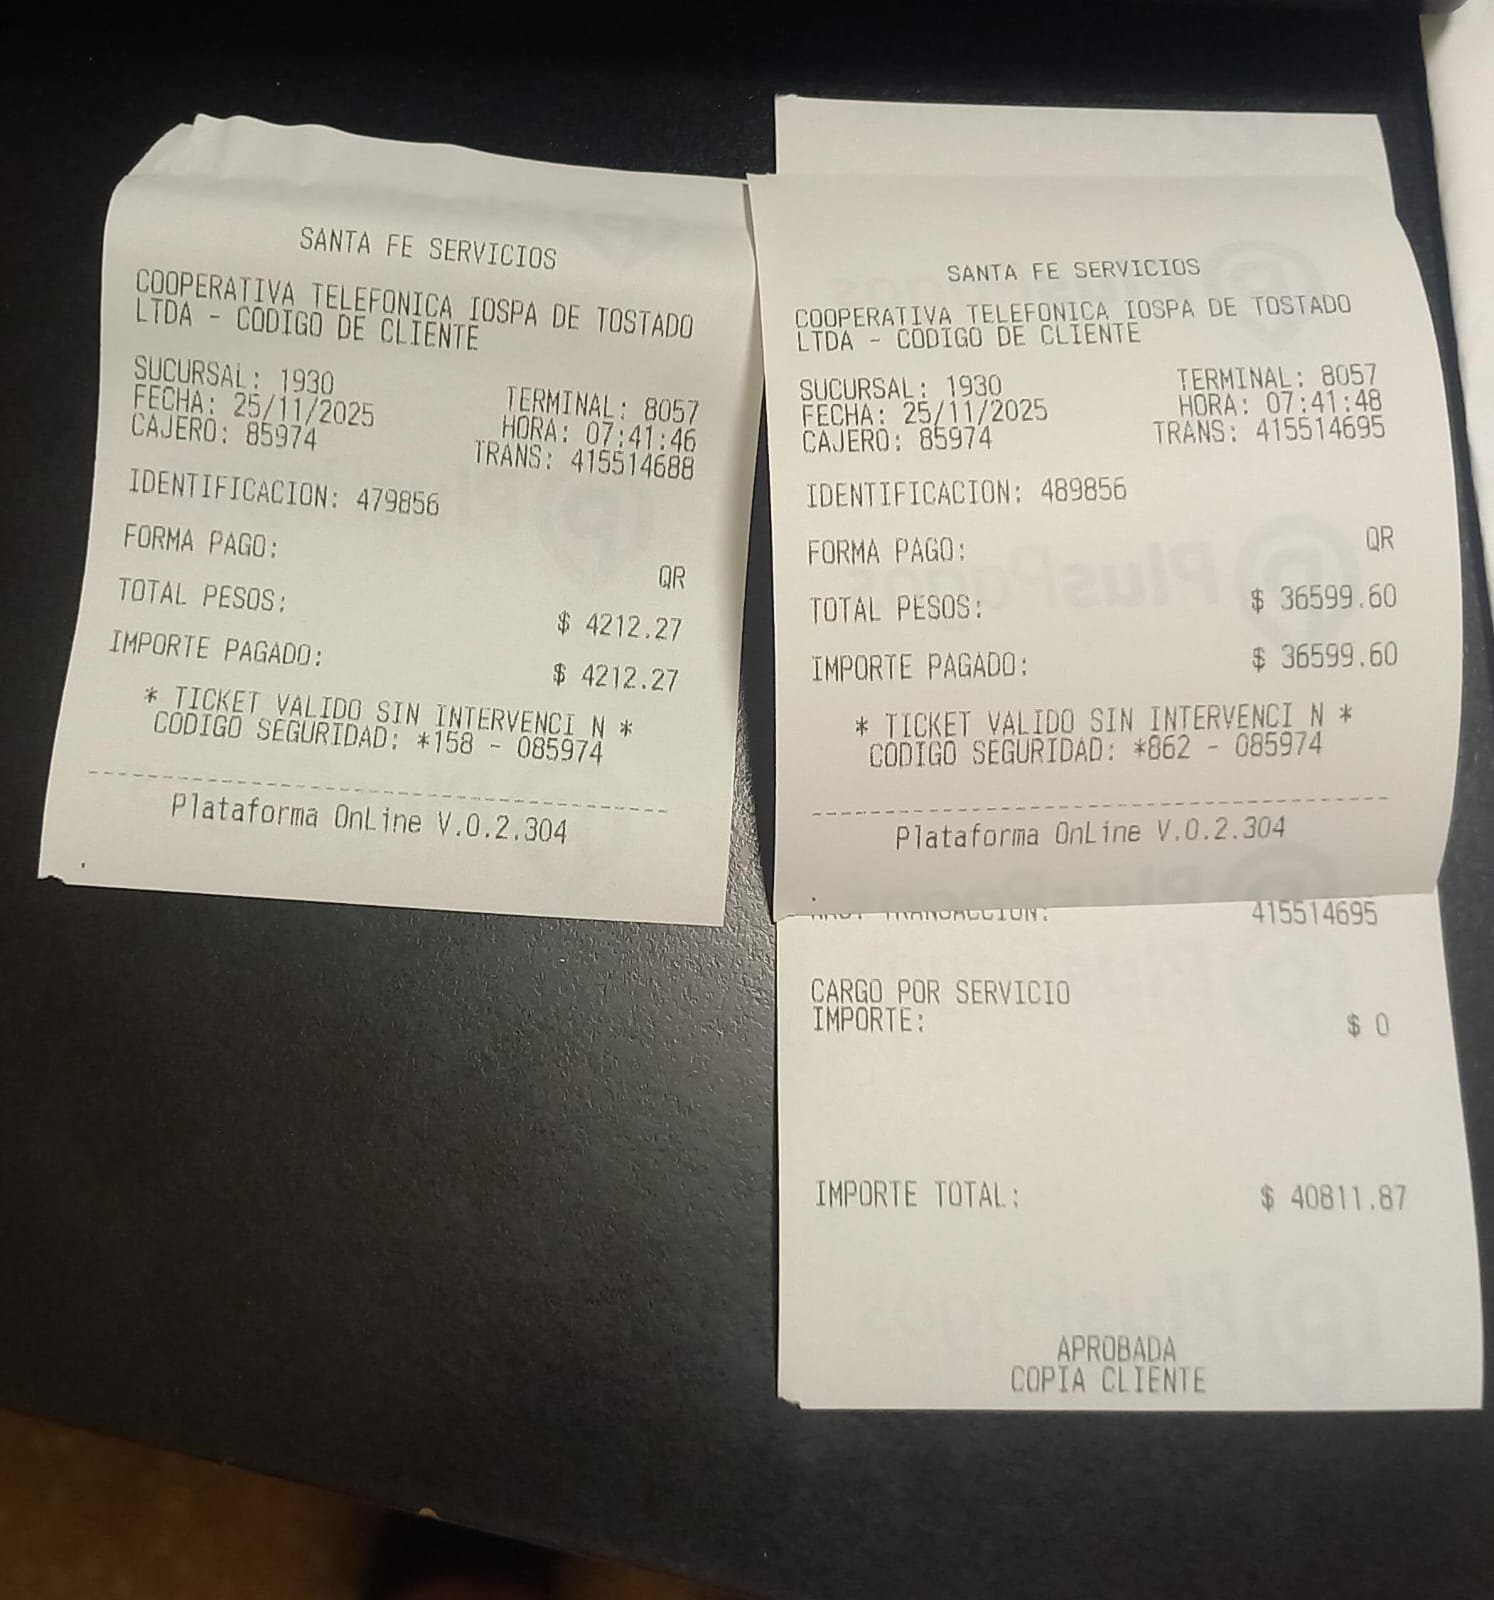 SANTA FE SERVICIOS
COOPERATIVA TELEFONICA IOSPA DE TOSTADO
LTDA - CODIGO DE CLIENTE
SUCURSAL: 1930
TERMINAL: 8057
FECHA: 25/11/2025
HORA: 07:41:46
CAJERO: 85974
TRANS: 415514688
IDENTIFICACION: 479856
FORMA PAGO:
QR
TOTAL PESOS:
$ 4212.27
IMPORTE PAGADO:
$ 4212.27
* TICKET VALIDO SIN INTERVENCI N *
CODIGO SEGURIDAD: *158 - 085974
Plataforma OnLine V.0.2.304
SANTA FE SERVICIOS
COOPERATIVA TELEFONICA IOSPA DE TOSTADO
LTDA - CODIGO DE CLIENTE
SUCURSAL: 1930
TERMINAL: 8057
FECHA: 25/11/2025
HORA: 07:41:48
CAJERO: 85974
TRANS: 415514695
IDENTIFICACION: 489856
FORMA PAGO:
QR
TOTAL PESOS:
$ 36599.60
IMPORTE PAGADO:
$ 36599.60
* TICKET VALIDO SIN INTERVENCI N *
CODIGO SEGURIDAD: *862 - 085974
Plataforma OnLine V.0.2.304
TRANSACCION:
415514695
CARGO POR SERVICIO
IMPORTE:
$ 0
IMPORTE TOTAL:
$ 40811.87
APROBADA
COPIA CLIENTE
PlusPagos